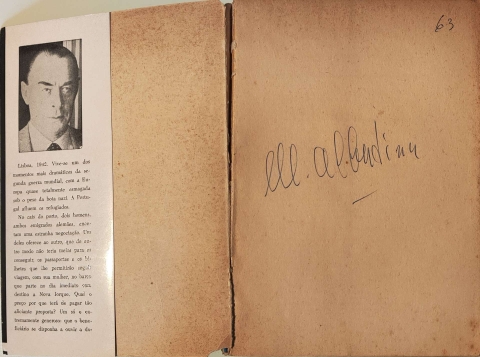 Lisboa, 1942. Vive-se um dos
momentos mais dramáticos da se-
gunda guerra mundial, com a Eu-
ropa quase totalmente esmagada
sob o peso da bota nazi. A Portu-
gal afluem os refugiados.
No cais do porto, dois homens,
ambos emigrados alemães, encetam
uma estranha negociação. Um
deles oferece ao outro, que de ou-
tro modo não teria meios para os
conseguir os passaportes e os bi-
lhetes que lhe permitirão seguir
viagem, com sua mulher, no barco
que parte no dia imediato com
destino a Nova Iorque. Qual o
preço por que terá de pagar tão
aliciante proposta? Um só e ex-
tremamente generoso: que o bene-
ficiário se disponha a ouvir a de-
63
M.